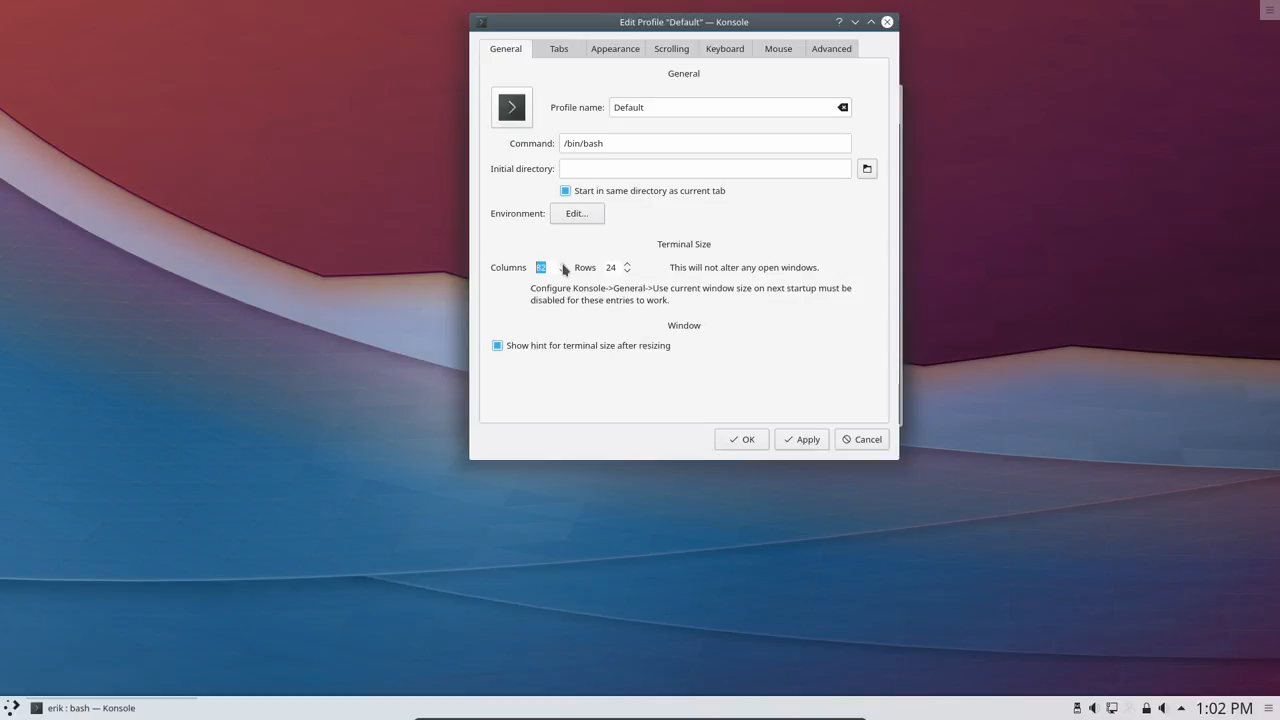 Edit Profile "Default" — Konsole
General Tabs Appearance Scrolling Keyboard Mouse Advanced
General
Profile name: Default
Command: /bin/bash
Initial directory:
Start in same directory as current tab
Environment: Edit...
Terminal Size
Columns 82 Rows 24 This will not alter any open windows.
Configure Konsole->General->Use current window size on next startup must be
disabled for these entries to work.
Window
Show hint for terminal size after resizing
OK Apply Cancel
erik : bash — Konsole
1:02 PM